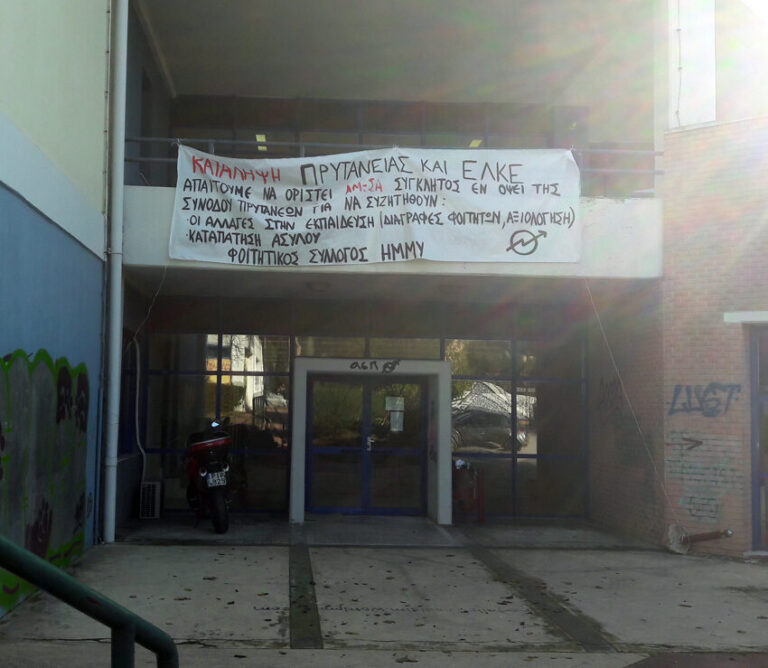 ΚΑΤΑΛΗΨΗ ΠΡΥΤΑΝΕΙΑΣ ΚΑΙ ΕΛΚΕ
ΑΠΑΙΤΟΥΜΕ ΝΑ ΟΡΙΣΤΕΙ ΑΜΕΣΑ ΣΥΓΚΛΗΤΟΣ ΕΝ ΟΨΕΙ ΤΗΣ
ΣΥΝΟΔΟΥ ΠΡΥΤΑΝΕΩΝ ΓΙΑ ΝΑ ΣΥΖΗΤΗΘΟΥΝ:
·ΟΙ ΑΛΛΑΓΕΣ ΣΤΗΝ ΕΚΠΑΙΔΕΥΣΗ (ΔΙΑΓΡΑΦΕΣ ΦΟΙΤΗΤΩΝ, ΑΞΙΟΛΟΓΗΣΗ)
·ΚΑΤΑΠΑΤΗΣΗ ΑΣΥΛΟΥ
ΦΟΙΤΗΤΙΚΟΣ ΣΥΛΛΟΓΟΣ ΗΜΜΥ
αςπ